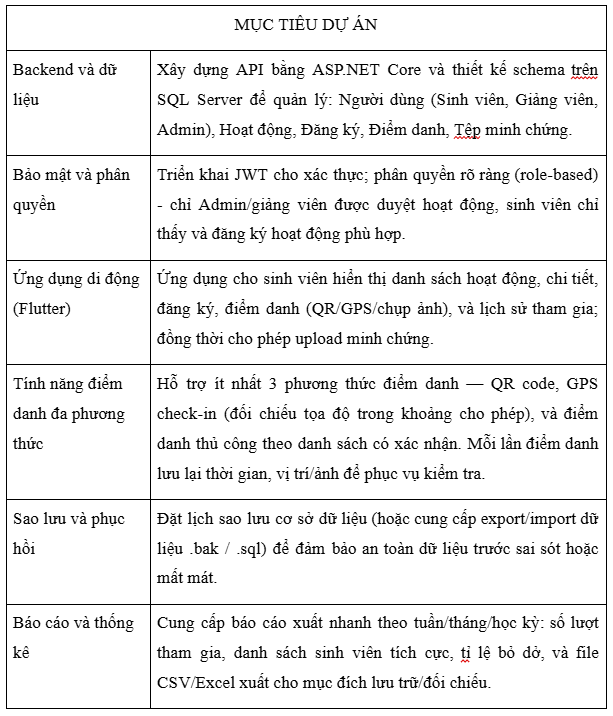 MỤC TIÊU DỰ ÁN
Backend và dữ
liệu
Xây dựng API bằng ASP.NET Core và thiết kế schema trên
SQL Server để quản lý: Người dùng (Sinh viên, Giảng viên,
Admin), Hoạt động, Đăng ký, Điểm danh, Tệp minh chứng.
Bảo mật và phân
quyền
Triển khai JWT cho xác thực; phân quyền rõ ràng (role-based)
- chỉ Admin/giảng viên được duyệt hoạt động, sinh viên chỉ
thấy và đăng ký hoạt động phù hợp.
Ứng dụng di động
(Flutter)
Ứng dụng cho sinh viên hiển thị danh sách hoạt động, chi tiết,
đăng ký, điểm danh (QR/GPS/chụp ảnh), và lịch sử tham gia;
đồng thời cho phép upload minh chứng.
Tính năng điểm
danh đa phương
thức
Hỗ trợ ít nhất 3 phương thức điểm danh — QR code, GPS
check-in (đối chiếu tọa độ trong khoảng cho phép), và điểm
danh thủ công theo danh sách có xác nhận. Mỗi lần điểm danh
lưu lại thời gian, vị trí/ảnh để phục vụ kiểm tra.
Sao lưu và phục
hồi
Đặt lịch sao lưu cơ sở dữ liệu (hoặc cung cấp export/import dữ
liệu .bak / .sql) để đảm bảo an toàn dữ liệu trước sai sót hoặc
mất mát.
Báo cáo và thống
kê
Cung cấp báo cáo xuất nhanh theo tuần/tháng/học kỳ: số lượt
tham gia, danh sách sinh viên tích cực, tỉ lệ bỏ dở, và file
CSV/Excel xuất cho mục đích lưu trữ/đối chiếu.